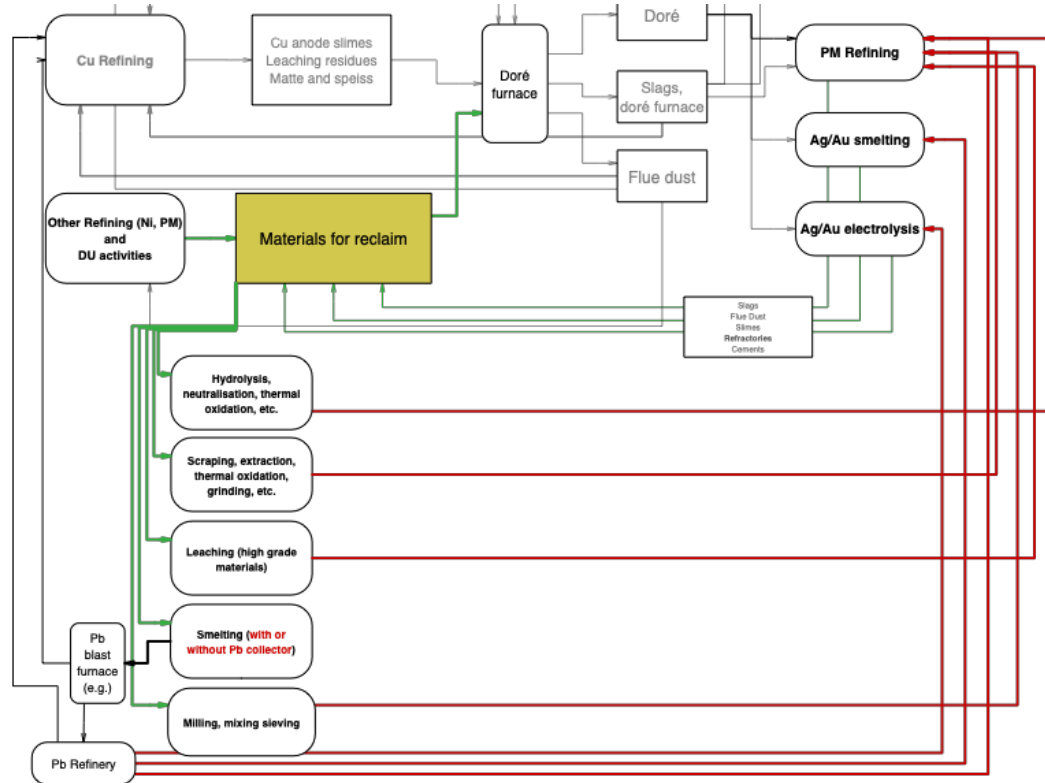 Cu Refining
Cu anode slimes
Leaching residues
Matte and speiss
Doré
furnace
Doré
Slags,
doré furnace
Flue dust
PM Refining
Ag/Au smelting
Ag/Au electrolysis
Other Refining (Ni, PM)
and
DU activities
Materials for reclaim
Slags
Flue Dust
Slimes
Refractories
Cements
Hydrolysis,
neutralisation, thermal
oxidation, etc.
Scraping, extraction,
thermal oxidation,
grinding, etc.
Leaching (high grade
materials)
Smelting (with or
without Pb collector)
Pb
blast
furnace
(e.g.)
Milling, mixing sieving
Pb Refinery